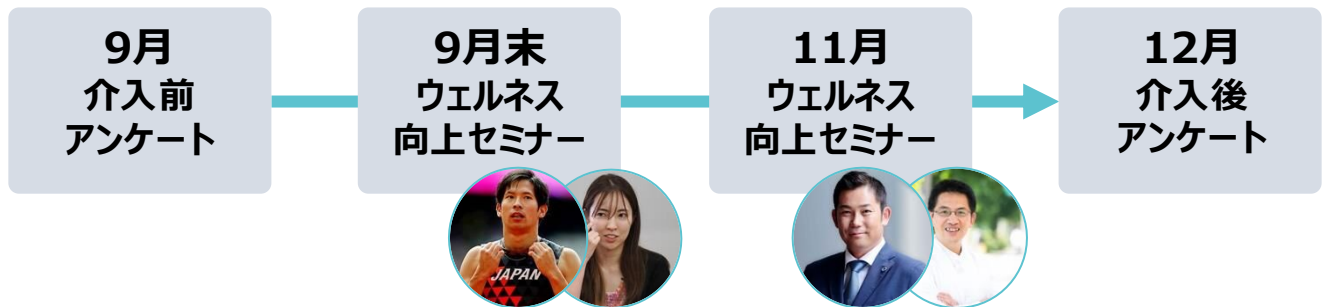 9月
介入前
アンケート
9月末
ウェルネス
向上セミナー
11月
ウェルネス
向上セミナー
12月
介入後
アンケート
JAPAN